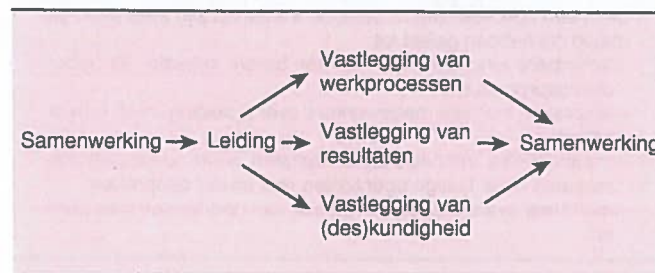 Vastlegging van
werkprocessen
Samenwerking → Leiding → Vastlegging van → Samenwerking
resultaten
Vastlegging van
(des)kundigheid